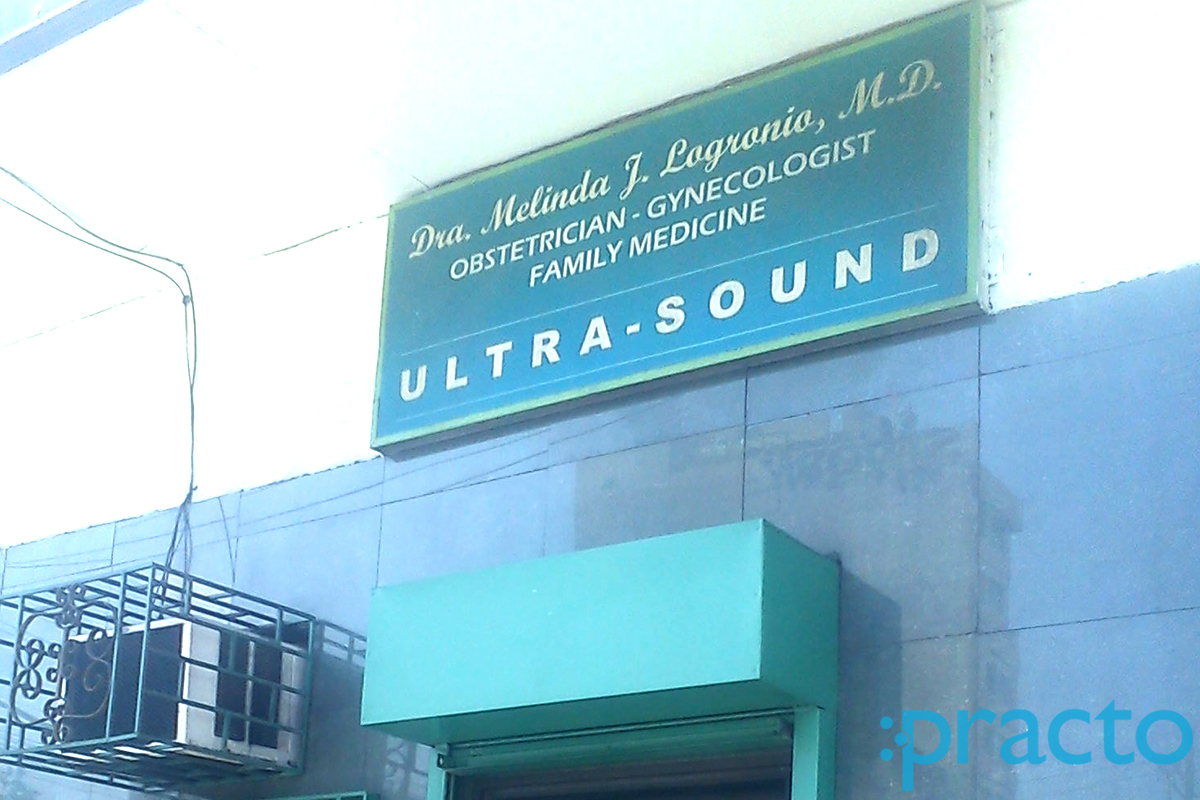 Dra. Melinda J. Logronio, M.D.
OBSTETRICIAN - GYNECOLOGIST
FAMILY MEDICINE
ULTRA-SOUND
:practo